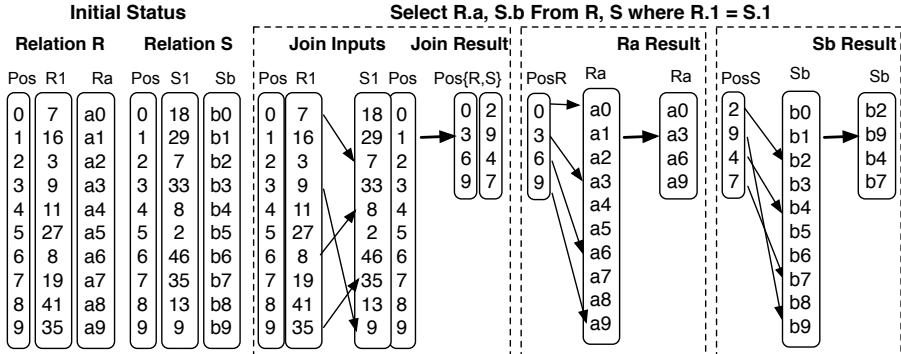 Initial Status Select R.a, S.b From R, S where R.1 = S.1
Relation R Relation S Join Inputs Join Result Ra Result Sb Result
Pos R1 Ra Pos S1 Sb Pos R1 S1 Pos Pos{R,S} PosR Ra Ra PosS Sb Sb
0 7 a0 0 18 b0 0 7 18 0 0 2 0 a0 a0 2 b0 b2
1 16 a1 1 29 b1 1 16 29 1 3 9 3 a1 a3 9 b1 b9
2 3 a2 2 7 b2 2 3 7 2 6 4 6 a2 a6 4 b2 b4
3 9 a3 3 33 b3 3 9 33 3 9 7 9 a3 a9 7 b3 b7
4 11 a4 4 8 b4 4 11 8 4 a4 b4
5 27 a5 5 2 b5 5 27 2 5 a5 b5
6 8 a6 6 46 b6 6 8 46 6 a6 b6
7 19 a7 7 35 b7 7 19 35 7 a7 b7
8 41 a8 8 13 b8 8 41 13 8 a8 b8
9 35 a9 9 9 b9 9 35 9 9 a9 b9